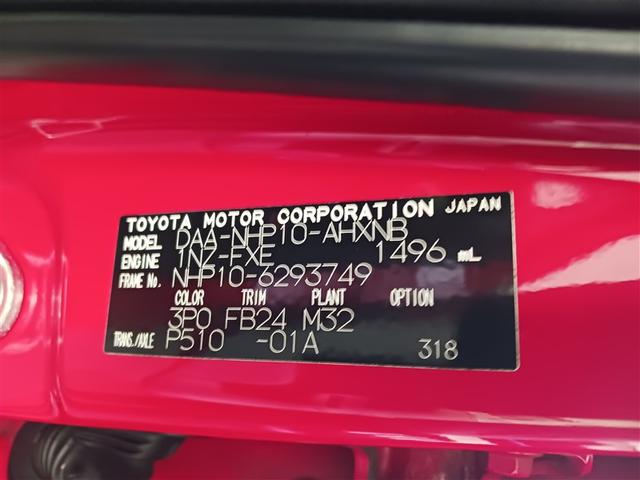 TOYOTA MOTOR CORPORATION JAPAN
MODEL DAA-NHP10-AHXNB
ENGINE 1NZ-FXE 1496 mL
FRAME No. NHP10-6293749
COLOR TRIM PLANT OPTION
3P0 FB24 M32
TRANS./AXLE P510 -01A 318